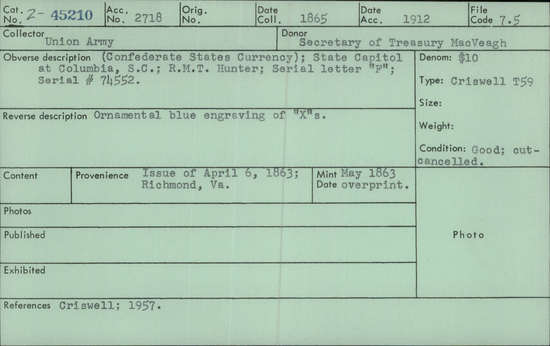 Cat. No. 2- 45210 Acc. No. 2718 Orig. No. Date Coll. 1865 Date Acc. 1912 File Code 7.5
Collector Union Army Donor Secretary of Treasury MacVeagh
Obverse description (Confederate States Currency); State Capitol at Columbia, S.C.; R.M.T. Hunter; Serial letter "F"; Serial # 74552.
Denom: $10
Type: Criswell T59
Size:
Weight:
Condition: Good; cut-cancelled.
Reverse description Ornamental blue engraving of "X"s.
Content Provenience Issue of April 6, 1863; Richmond, Va. Mint Date May 1863 overprint.
Photos
Published
Photo
Exhibited
References Criswell; 1957.